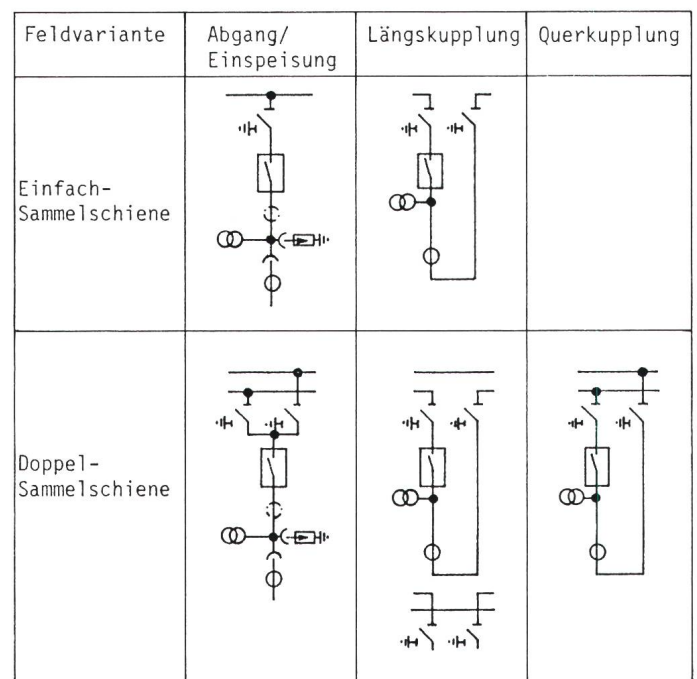 Feldvariante
Abgang/
Einspeisung
Längskupplung
Querkupplung
Einfach-
Sammelschiene
Doppel-
Sammelschiene